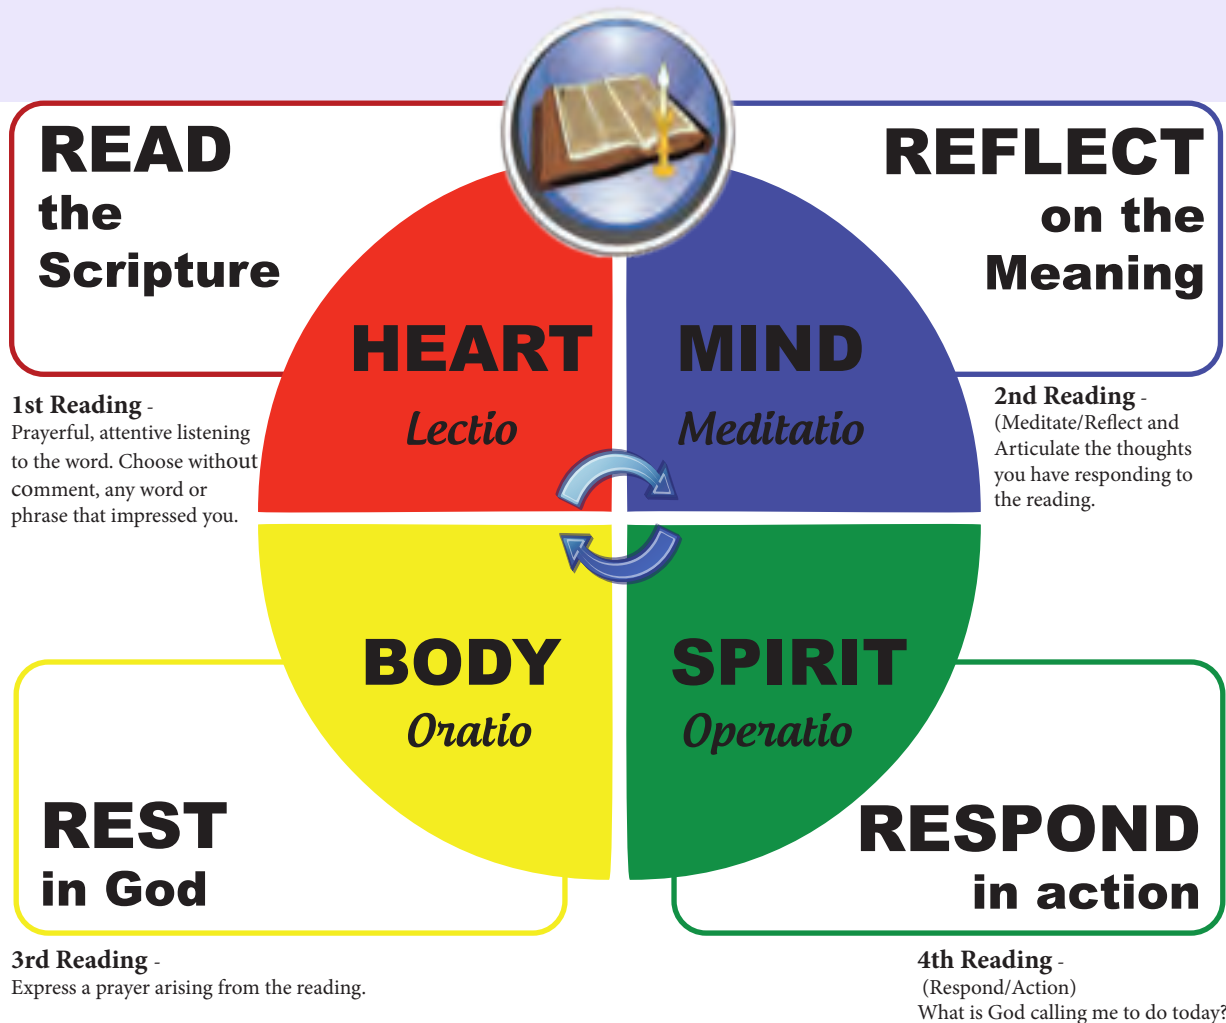 READ
the
Scripture
REFLECT
on the
Meaning
HEART
Lectio
MIND
Meditatio
1st Reading -
Prayerful, attentive listening
to the word. Choose without
comment, any word or
phrase that impressed you.
2nd Reading -
(Meditate/Reflect and
Articulate the thoughts
you have responding to
the reading.
BODY
Oratio
SPIRIT
Operatio
REST
in God
RESPOND
in action
3rd Reading -
Express a prayer arising from the reading.
4th Reading -
(Respond/Action)
What is God calling me to do today?